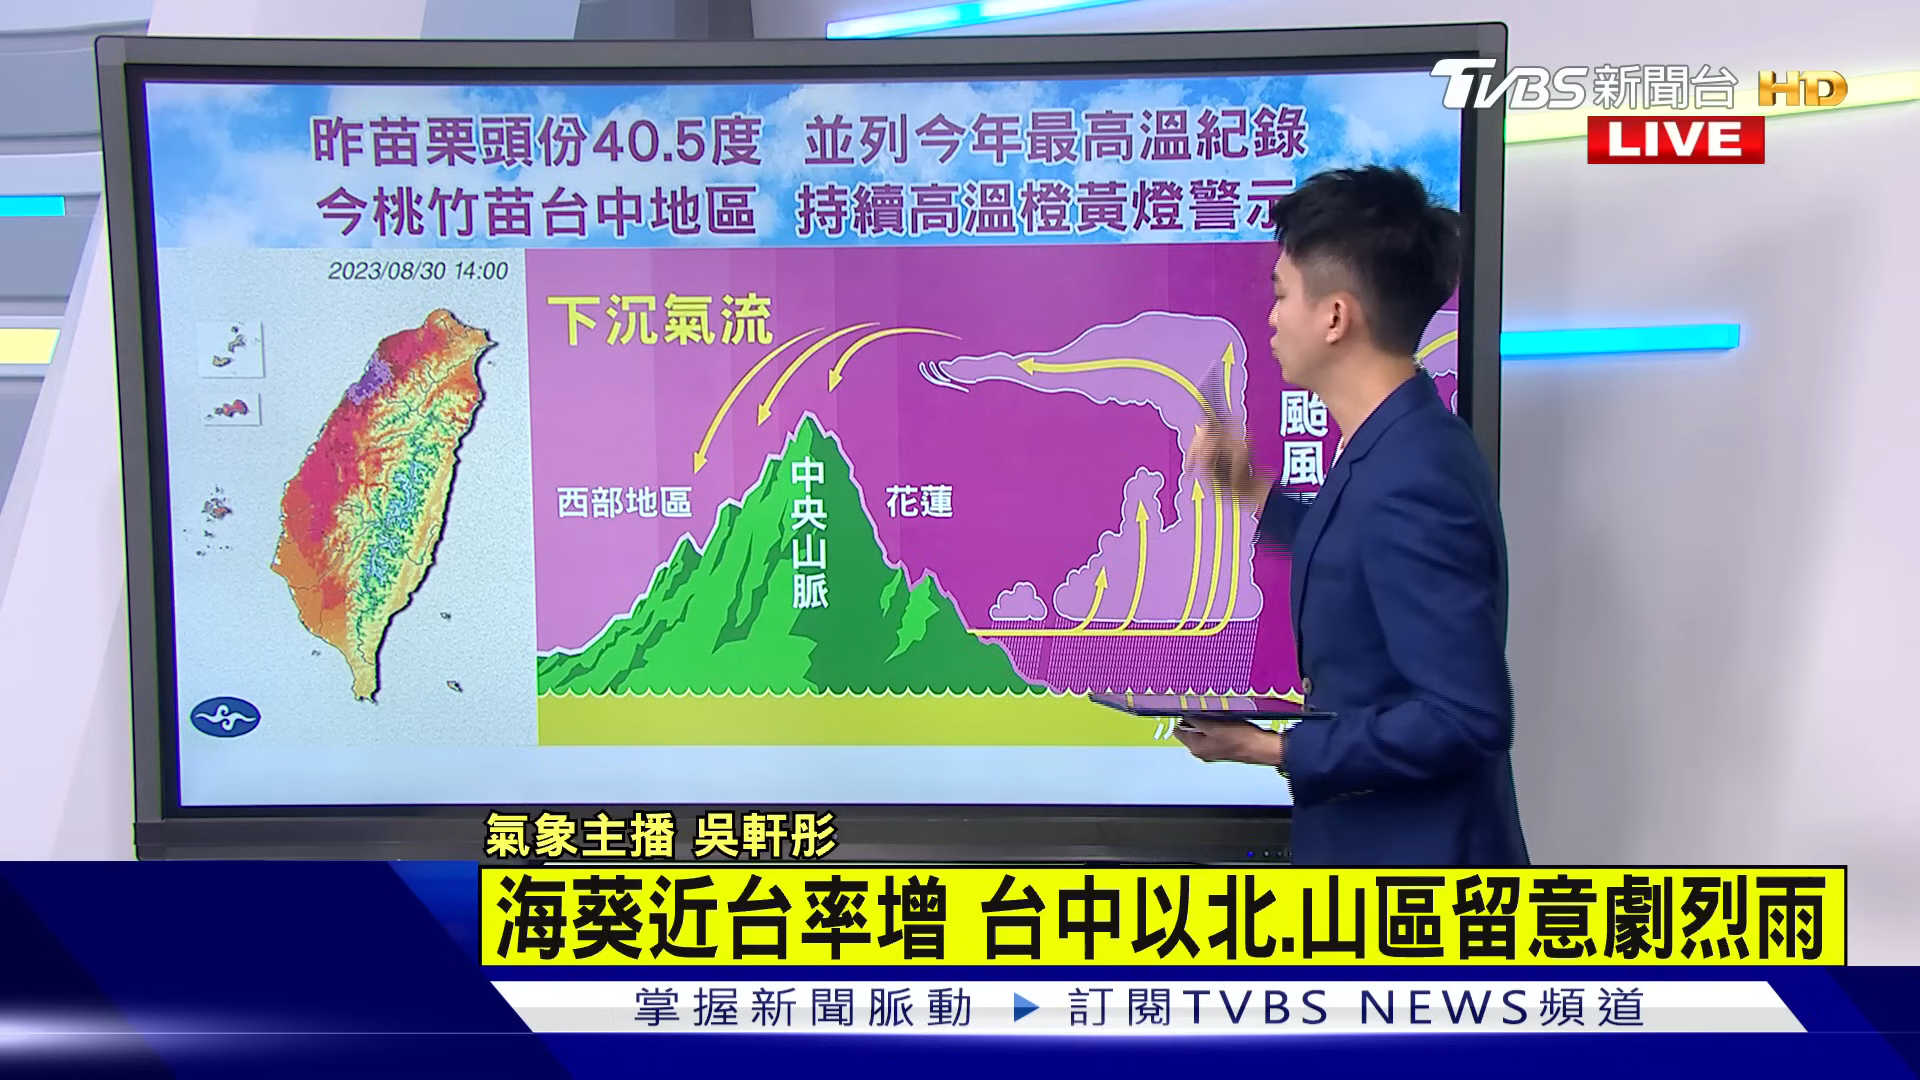 TVBS新聞台 HD
LIVE
昨苗栗頭份40.5度 並列今年最高溫紀錄
今桃竹苗台中地區 持續高溫橙黃燈警示
2023/08/30 14:00
下沉氣流
西部地區
中央山脈
花蓮
颱風
氣象主播 吳軒彤
海葵近台率增 台中以北.山區留意劇烈雨
掌握新聞脈動 ▶ 訂閱TVBS NEWS頻道